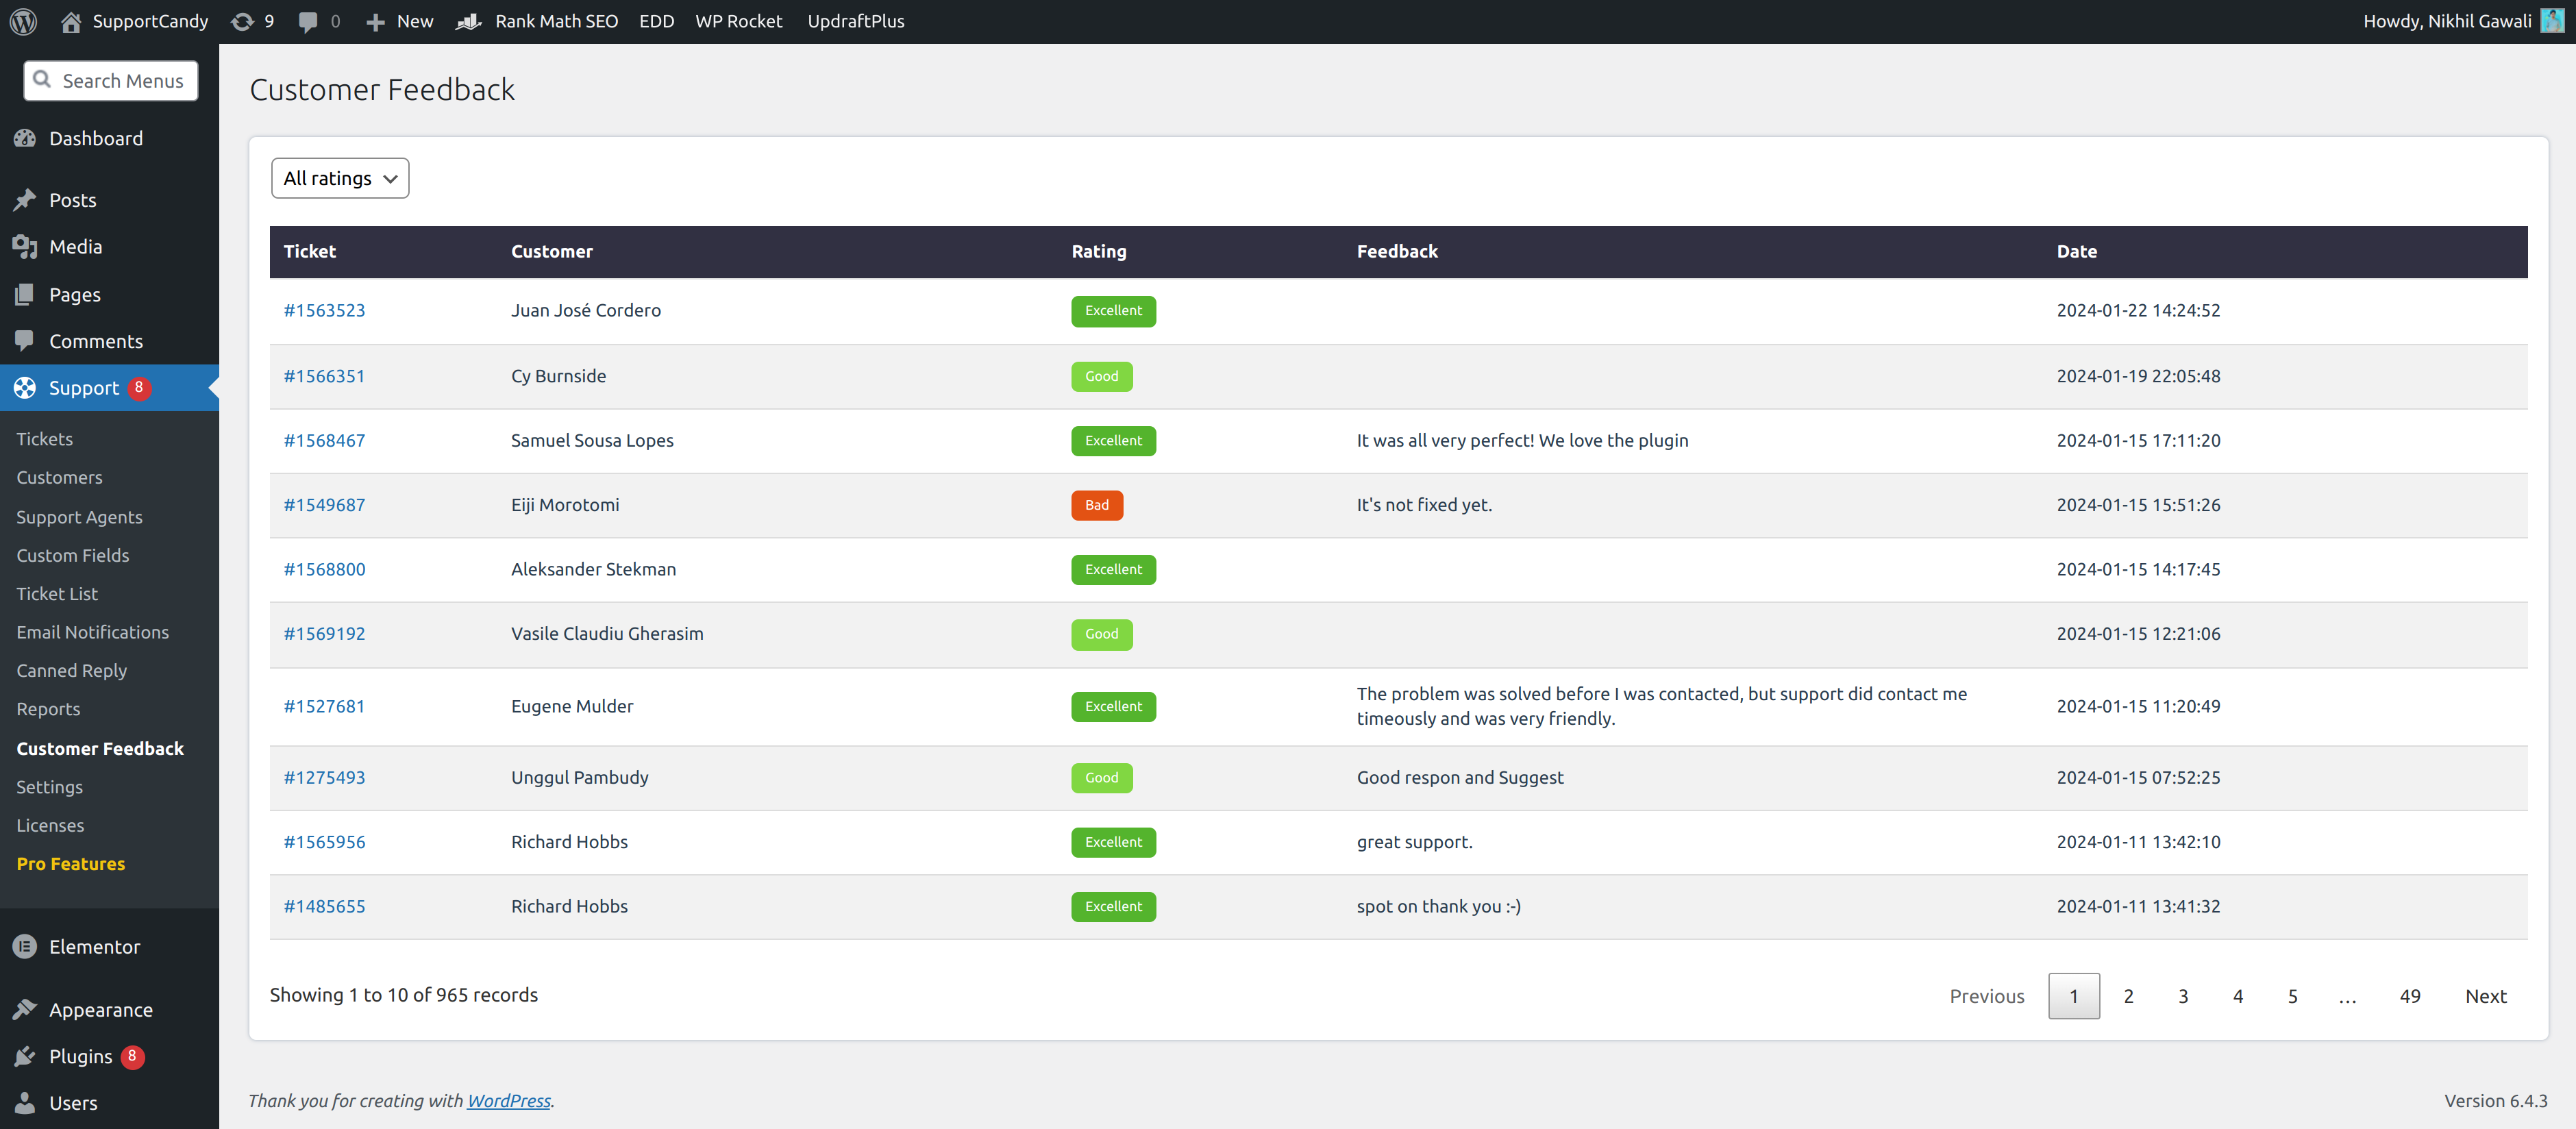 SupportCandy 9 0 New Rank Math SEO EDD WP Rocket UpdraftPlus Howdy, Nikhil Gawali
Search Menus
Dashboard
Posts
Media
Pages
Comments
Support 8
Tickets
Customers
Support Agents
Custom Fields
Ticket List
Email Notifications
Canned Reply
Reports
Customer Feedback
Settings
Licenses
Pro Features
Elementor
Appearance
Plugins 8
Users
Customer Feedback
All ratings
Ticket Customer Rating Feedback Date
#1563523 Juan José Cordero Excellent 2024-01-22 14:24:52
#1566351 Cy Burnside Good 2024-01-19 22:05:48
#1568467 Samuel Sousa Lopes Excellent It was all very perfect! We love the plugin 2024-01-15 17:11:20
#1549687 Eiji Morotomi Bad It's not fixed yet. 2024-01-15 15:51:26
#1568800 Aleksander Stekman Excellent 2024-01-15 14:17:45
#1569192 Vasile Claudiu Gherasim Good 2024-01-15 12:21:06
#1527681 Eugene Mulder Excellent The problem was solved before I was contacted, but support did contact me
timeously and was very friendly. 2024-01-15 11:20:49
#1275493 Unggul Pambudy Good Good respon and Suggest 2024-01-15 07:52:25
#1565956 Richard Hobbs Excellent great support. 2024-01-11 13:42:10
#1485655 Richard Hobbs Excellent spot on thank you :-) 2024-01-11 13:41:32
Showing 1 to 10 of 965 records Previous 1 2 3 4 5 ... 49 Next
Thank you for creating with WordPress. Version 6.4.3